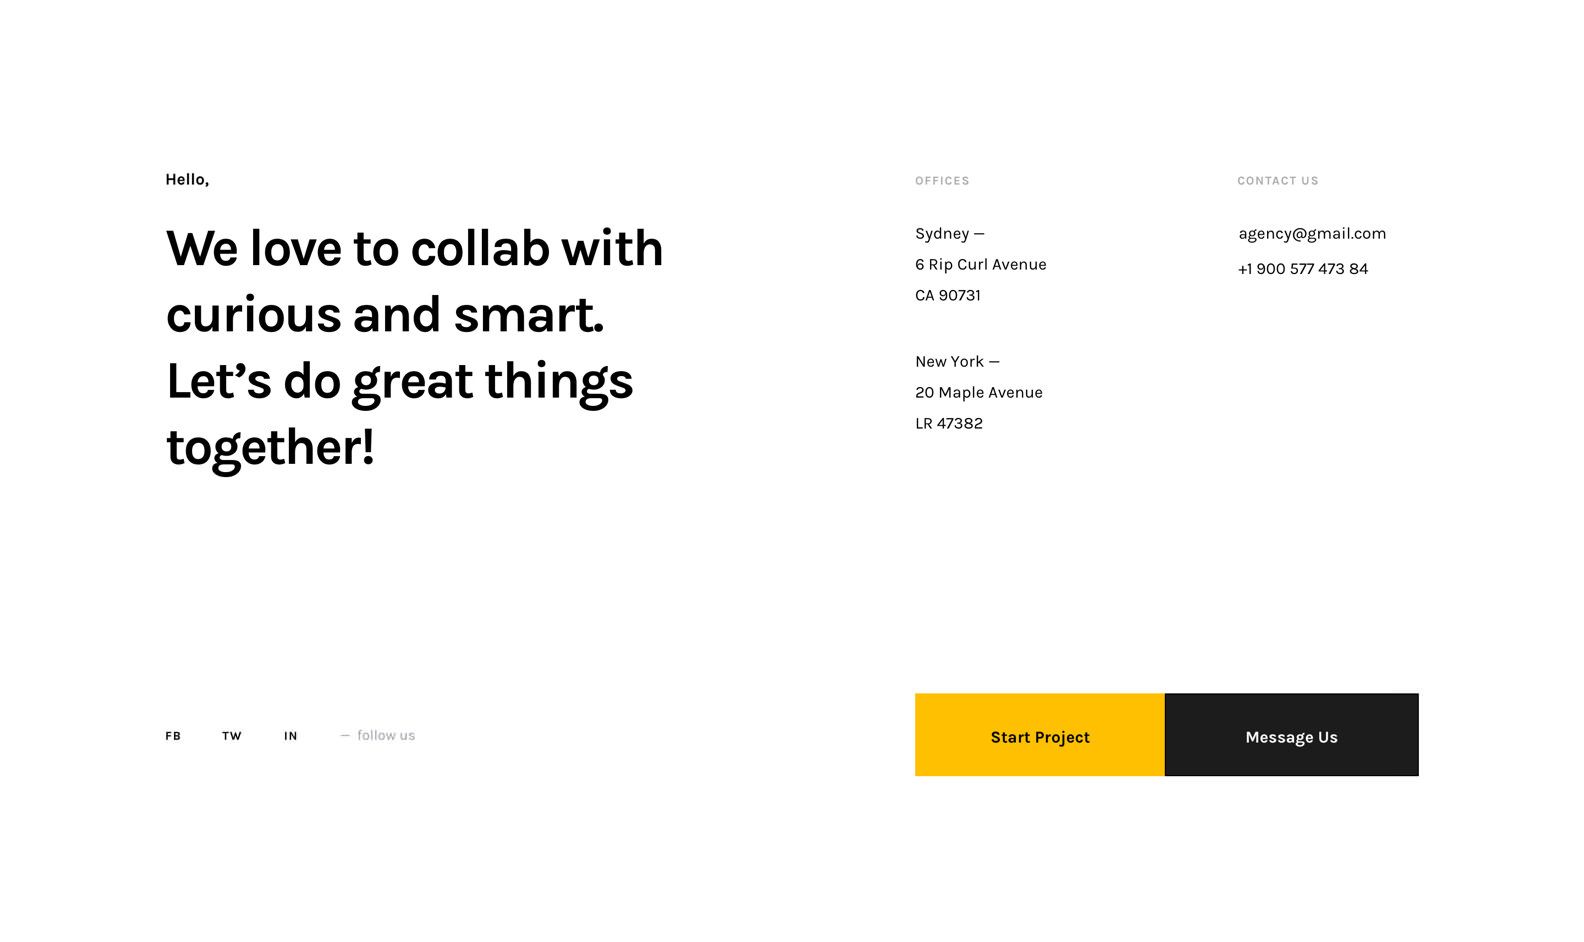 Hello,
We love to collab with
curious and smart.
Let’s do great things
together!
OFFICES
Sydney —
6 Rip Curl Avenue
CA 90731
New York —
20 Maple Avenue
LR 47382
CONTACT US
agency@gmail.com
+1 900 577 473 84
FB TW IN — follow us
Start Project
Message Us